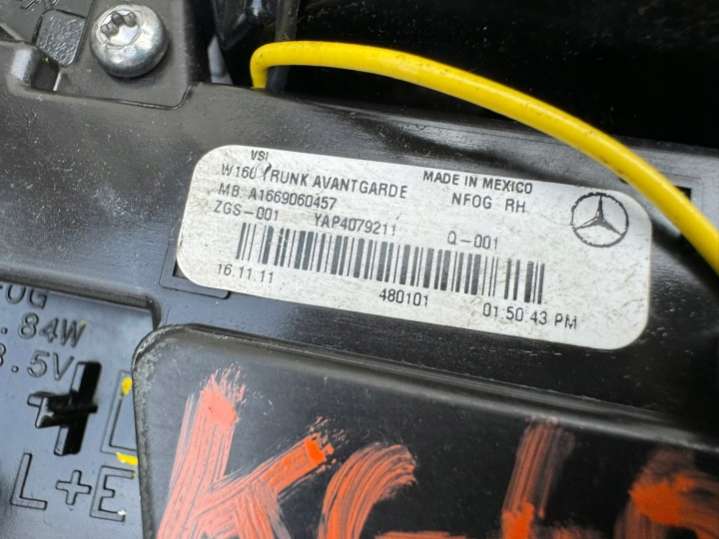 VSI
W166 TRUNK AVANTGARDE MADE IN MEXICO
MB. A1669060457 NFOG RH
ZGS-001 YAP4079211 Q-001
16.11.11 480101 01:50:43 PM
FOG
.84W
3.5V
L+E